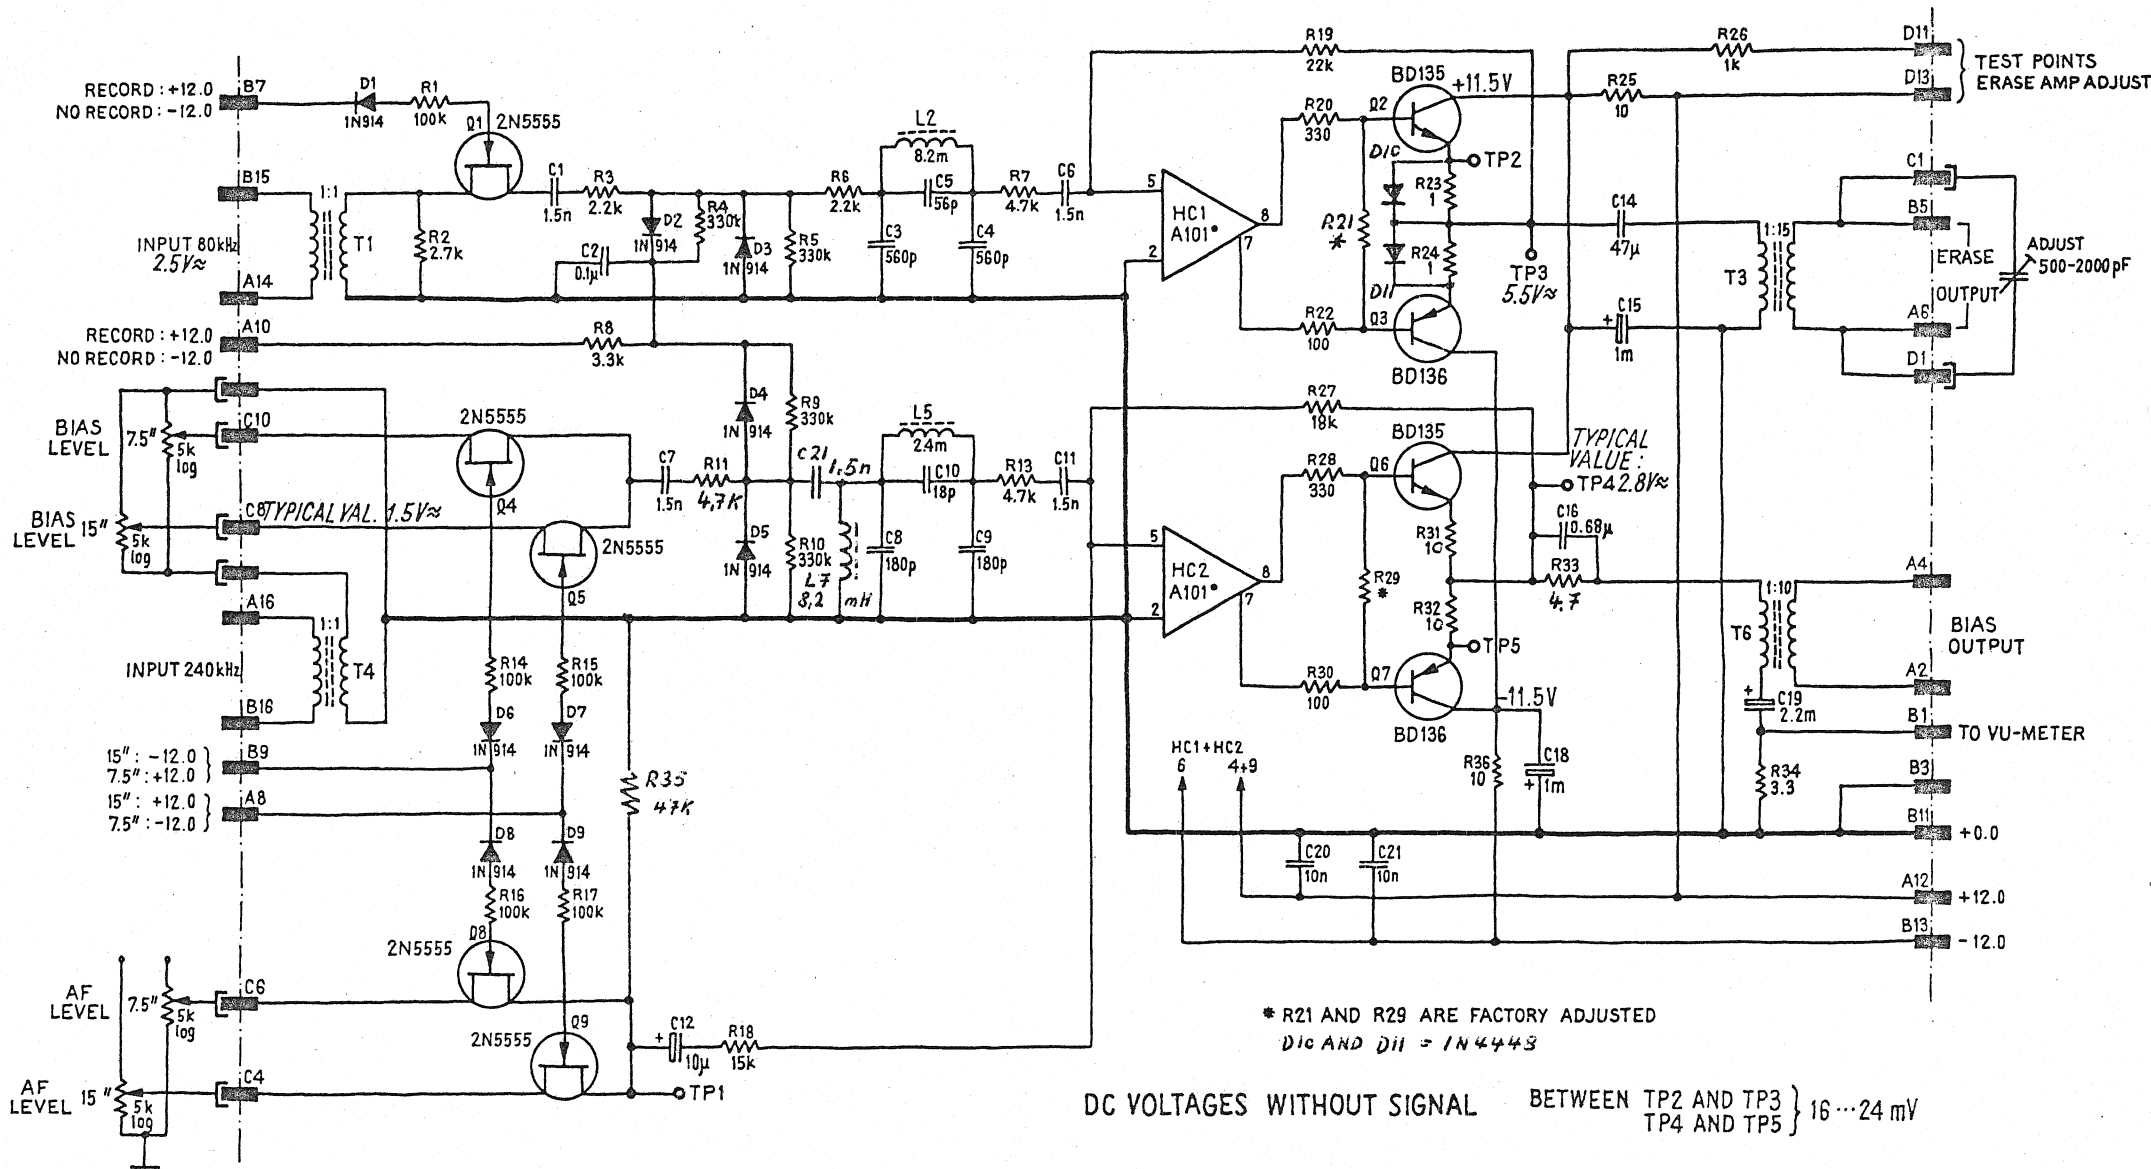 RECORD : +12.0
NO RECORD : -12.0
B7
D1
1N914
R1
100k
Q1
2N5555
B15
1:1
INPUT 80kHz
2.5V≈
T1
A14
R2
2.7k
C1
1.5n
R3
2.2k
D2
1N914
R4
330k
C2
0.1µ
D3
1N914
R5
330k
R6
2.2k
L2
8.2m
C5
56p
C3
560p
C4
560p
R7
4.7k
C6
1.5n
R19
22k
5
2
HC1
A101*
8
7
R20
330
R21
*
R22
100
BD135
Q2
+11.5V
D10
TP2
R23
1
R24
1
D11
Q3
BD136
TP3
5.5V≈
R26
1k
R25
10
D11
D13
TEST POINTS
ERASE AMP ADJUST
C14
47µ
C15
+
1m
1:15
T3
C1
B5
ERASE
OUTPUT
A6
D1
ADJUST
500-2000pF
RECORD : +12.0
NO RECORD : -12.0
A10
R8
3.3k
BIAS
LEVEL
7.5"
5k
log
C10
BIAS
LEVEL
15"
5k
log
C8
TYPICAL VAL. 1.5V≈
2N5555
Q4
2N5555
Q5
A16
1:1
INPUT 240kHz
T4
B16
C7
1.5n
R11
4,7K
D4
1N914
R9
330k
D5
1N914
R10
330k
C21
1,5n
L7
8,2 mH
L5
2.4m
C10
18p
C8
180p
C9
180p
R13
4.7k
C11
1.5n
R27
18k
5
2
HC2
A101*
8
7
R28
330
R29
*
R30
100
BD135
Q6
R31
10
R32
10
TP5
Q7
BD136
-11.5V
TYPICAL
VALUE :
TP4 2.8V≈
C16
0.68µ
R33
4.7
1:10
T6
A4
BIAS
OUTPUT
A2
+
C19
2.2m
B1
TO VU-METER
R34
3.3
B3
B11
+0.0
R14
100k
R15
100k
D6
1N914
D7
1N914
15" : -12.0
7.5" : +12.0
B9
15" : +12.0
7.5" : -12.0
A8
D8
1N914
D9
1N914
R16
100k
R17
100k
R35
47K
HC1+HC2
6
4+9
R36
10
C18
+
1m
C20
10n
C21
10n
A12
+12.0
B13
-12.0
Q8
2N5555
AF
LEVEL
7.5"
5k
log
C6
2N5555
Q9
AF
LEVEL
15"
5k
log
C4
+
C12
10µ
R18
15k
TP1
* R21 AND R29 ARE FACTORY ADJUSTED
D10 AND D11 = 1N4448
DC VOLTAGES WITHOUT SIGNAL
BETWEEN TP2 AND TP3
TP4 AND TP5
16...24 mV